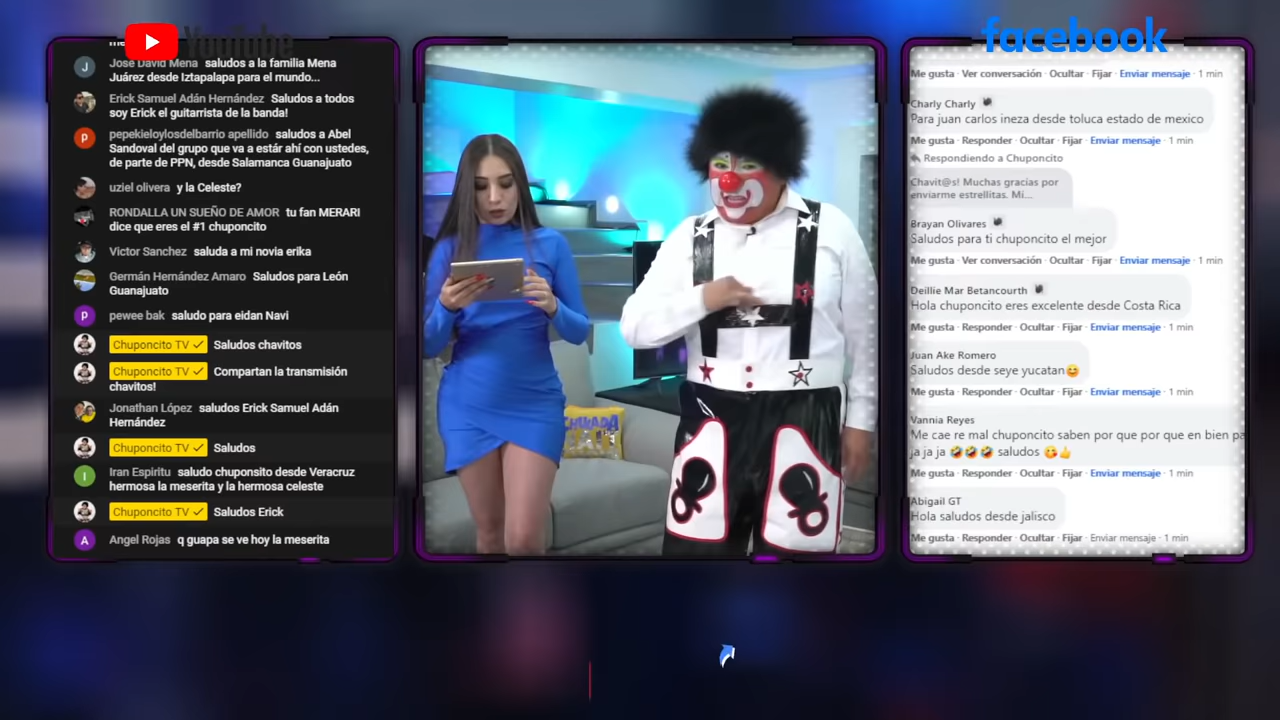 YouTube
Jose David Mena saludos a la familia Mena
Juárez desde Iztapalapa para el mundo...
Erick Samuel Adán Hernández Saludos a todos
soy Erick el guitarrista de la banda!
pepekieloylosdelbarrio apellido saludos a Abel
Sandoval del grupo que va a estár ahí con ustedes,
de parte de PPN, desde Salamanca Guanajuato
uziel olivera y la Celeste?
RONDALLA UN SUEÑO DE AMOR tu fan MERARI
dice que eres el #1 chuponcito
Victor Sanchez saluda a mi novia erika
Germán Hernández Amaro Saludos para León
Guanajuato
pewee bak saludo para eidan Navi
Chuponcito TV Saludos chavitos
Chuponcito TV Compartan la transmisión
chavitos!
Jonathan López saludos Erick Samuel Adán
Hernández
Chuponcito TV Saludos
Iran Espiritu saludo chuponsito desde Veracruz
hermosa la meserita y la hermosa celeste
Chuponcito TV Saludos Erick
Angel Rojas q guapa se ve hoy la meserita
facebook
Me gusta · Ver conversación · Ocultar · Fijar · Enviar mensaje · 1 min
Charly Charly
Para juan carlos ineza desde toluca estado de mexico
Me gusta · Responder · Ocultar · Fijar · Enviar mensaje · 1 min
Respondiendo a Chuponcito
Chavit@s! Muchas gracias por
enviarme estrellitas. Mi...
Brayan Olivares
Saludos para ti chuponcito el mejor
Me gusta · Ver conversación · Ocultar · Fijar · Enviar mensaje · 1 min
Deillie Mar Betancourth
Hola chuponcito eres excelente desde Costa Rica
Me gusta · Responder · Ocultar · Fijar · Enviar mensaje · 1 min
Juan Ake Romero
Saludos desde seye yucatan😊
Me gusta · Responder · Ocultar · Fijar · Enviar mensaje · 1 min
Vannia Reyes
Me cae re mal chuponcito saben por que por que en bien pa
ja ja ja 🤣🤣🤣 saludos 😋👍
Me gusta · Responder · Ocultar · Fijar · Enviar mensaje · 1 min
Abigail GT
Hola saludos desde jalisco
Me gusta · Responder · Ocultar · Fijar · Enviar mensaje · 1 min